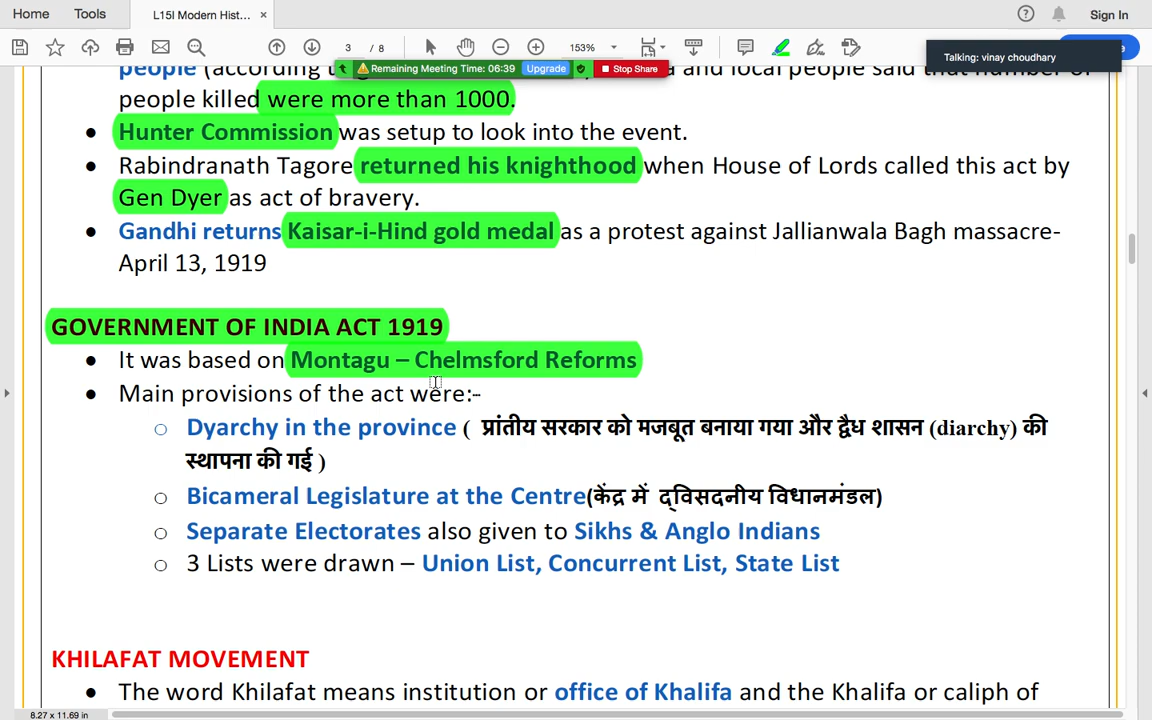 Home Tools L15I Modern Hist... × Sign In
3 / 8 153%
Talking: vinay choudhary
Remaining Meeting Time: 06:39 Upgrade Stop Share
people (according and local people said that number of
people killed were more than 1000.
Hunter Commission was setup to look into the event.
Rabindranath Tagore returned his knighthood when House of Lords called this act by
Gen Dyer as act of bravery.
Gandhi returns Kaisar-i-Hind gold medal as a protest against Jallianwala Bagh massacre-
April 13, 1919
GOVERNMENT OF INDIA ACT 1919
It was based on Montagu – Chelmsford Reforms
Main provisions of the act were:-
Dyarchy in the province ( प्रांतीय सरकार को मजबूत बनाया गया और द्वैध शासन (diarchy) की
स्थापना की गई )
Bicameral Legislature at the Centre(केंद्र में द्विसदनीय विधानमंडल)
Separate Electorates also given to Sikhs & Anglo Indians
3 Lists were drawn – Union List, Concurrent List, State List
KHILAFAT MOVEMENT
The word Khilafat means institution or office of Khalifa and the Khalifa or caliph of
8.27 x 11.69 in